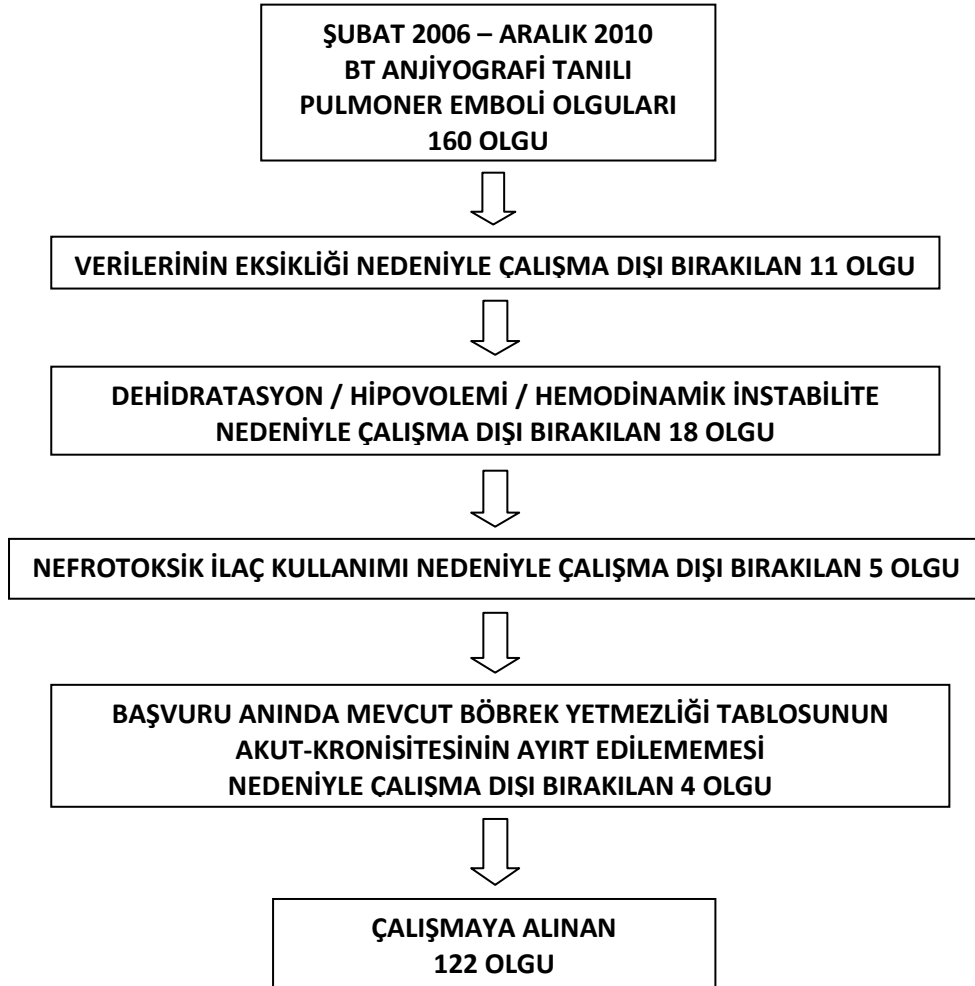 ŞUBAT 2006 – ARALIK 2010
BT ANJİYOGRAFİ TANILI
PULMONER EMBOLİ OLGULARI
160 OLGU
VERİLERİNİN EKSİKLİĞİ NEDENİYLE ÇALIŞMA DIŞI BIRAKILAN 11 OLGU
DEHİDRATASYON / HİPOVOLEMİ / HEMODİNAMİK İNSTABİLİTE
NEDENİYLE ÇALIŞMA DIŞI BIRAKILAN 18 OLGU
NEFROTOKSİK İLAÇ KULLANIMI NEDENİYLE ÇALIŞMA DIŞI BIRAKILAN 5 OLGU
BAŞVURU ANINDA MEVCUT BÖBREK YETMEZLİĞİ TABLOSUNUN
AKUT-KRONİSİTESİNİN AYIRT EDİLEMEMESİ
NEDENİYLE ÇALIŞMA DIŞI BIRAKILAN 4 OLGU
ÇALIŞMAYA ALINAN
122 OLGU